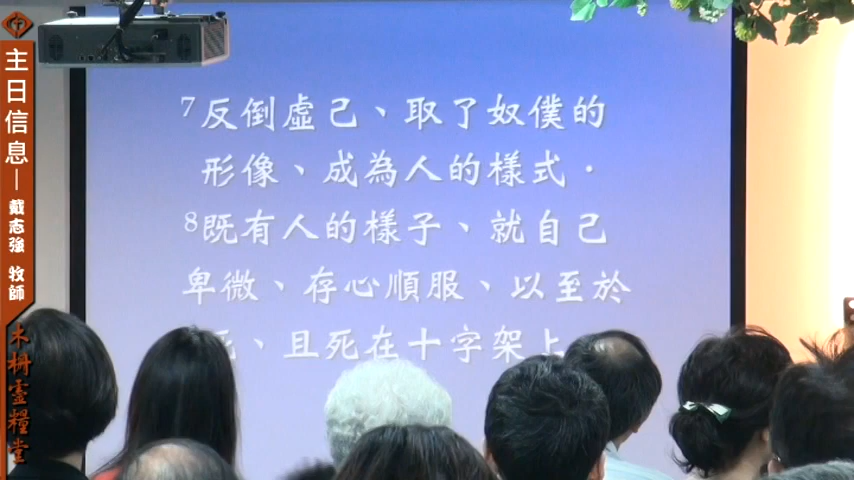 主日信息—戴志強 牧師
木柵靈糧堂
7反倒虛己、取了奴僕的
形像、成為人的樣式．
8既有人的樣子、就自己
卑微、存心順服、以至於
死、且死在十字架上